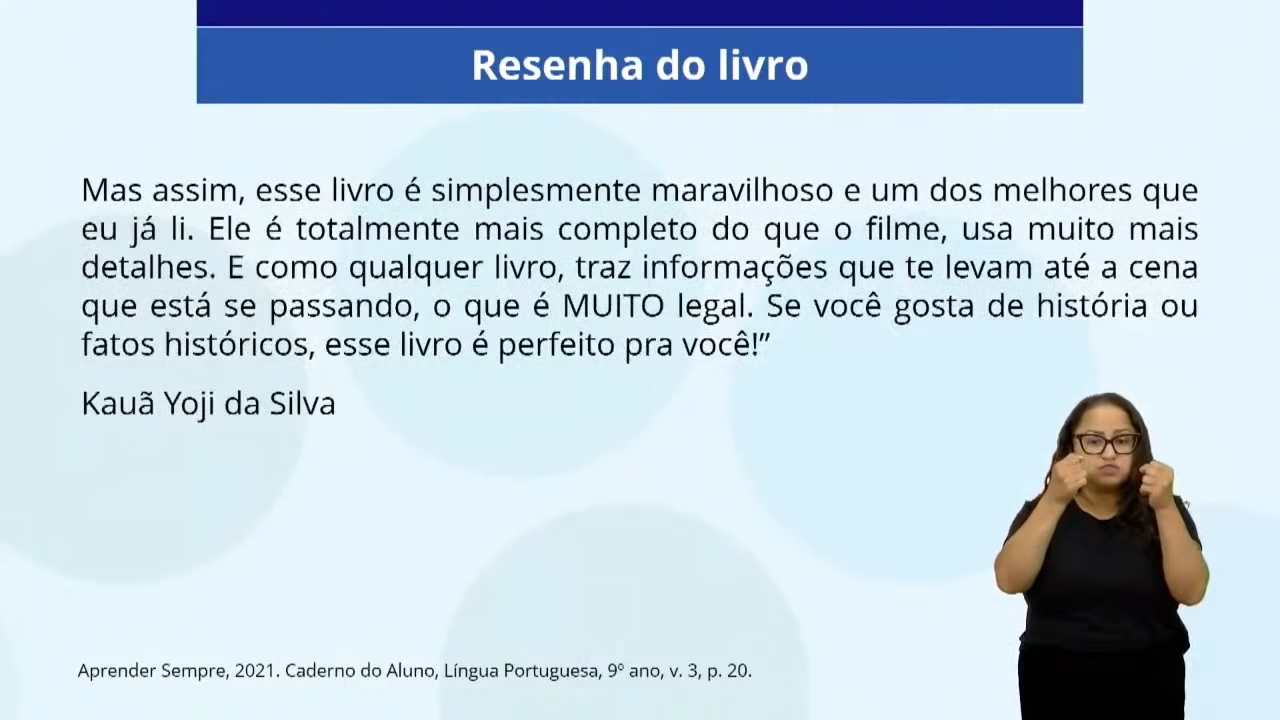 Resenha do livro
Mas assim, esse livro é simplesmente maravilhoso e um dos melhores que
eu já li. Ele é totalmente mais completo do que o filme, usa muito mais
detalhes. E como qualquer livro, traz informações que te levam até a cena
que está se passando, o que é MUITO legal. Se você gosta de história ou
fatos históricos, esse livro é perfeito pra você!”
Kauã Yoji da Silva
Aprender Sempre, 2021. Caderno do Aluno, Língua Portuguesa, 9º ano, v. 3, p. 20.